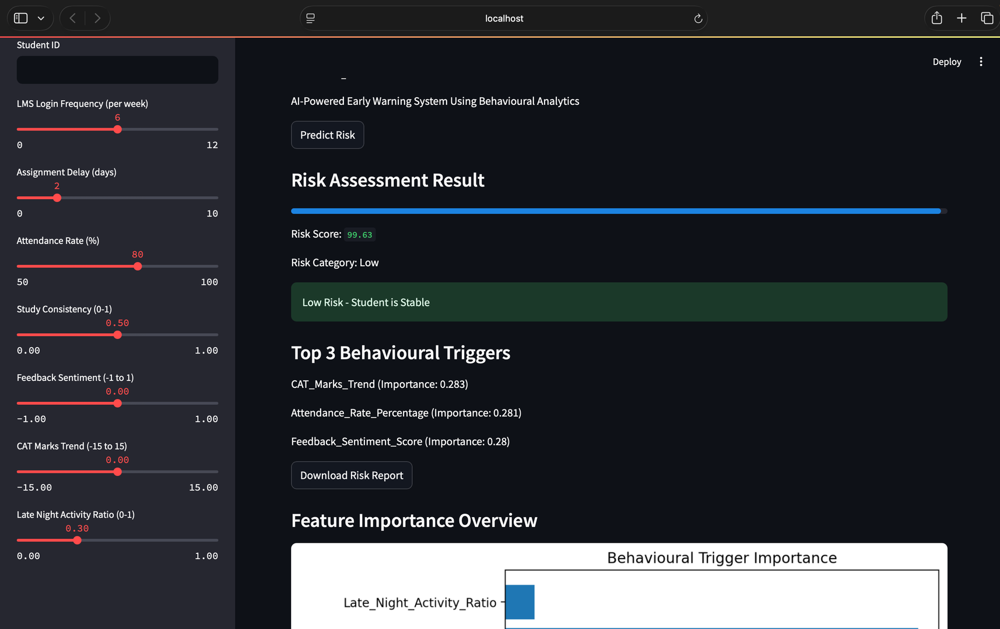 localhost
Student ID
LMS Login Frequency (per week)
6
0 12
Assignment Delay (days)
2
0 10
Attendance Rate (%)
80
50 100
Study Consistency (0-1)
0.50
0.00 1.00
Feedback Sentiment (-1 to 1)
0.00
−1.00 1.00
CAT Marks Trend (-15 to 15)
0.00
−15.00 15.00
Late Night Activity Ratio (0-1)
0.30
0.00 1.00
Deploy
AI-Powered Early Warning System Using Behavioural Analytics
Predict Risk
Risk Assessment Result
Risk Score: 99.63
Risk Category: Low
Low Risk - Student is Stable
Top 3 Behavioural Triggers
CAT_Marks_Trend (Importance: 0.283)
Attendance_Rate_Percentage (Importance: 0.281)
Feedback_Sentiment_Score (Importance: 0.28)
Download Risk Report
Feature Importance Overview
Behavioural Trigger Importance
Late_Night_Activity_Ratio